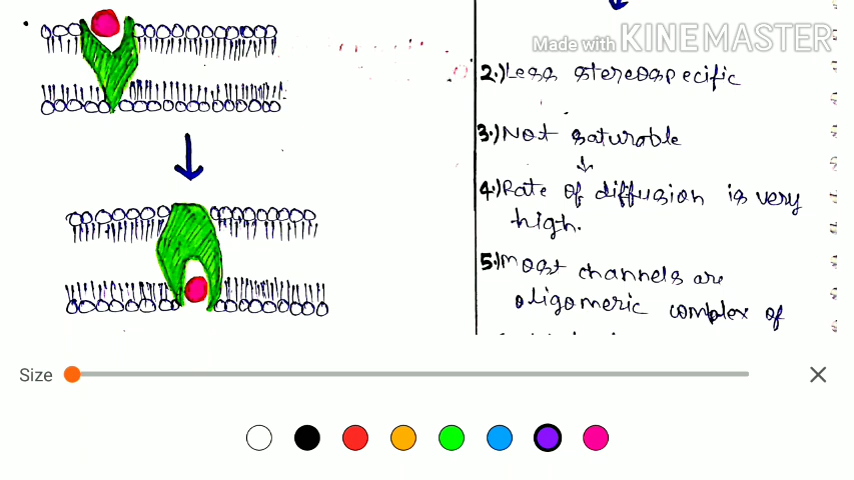 Made with KINEMASTER
2.) Less stereospecific
3.) Not saturable
4.) Rate of diffusion is very
high.
5.) Most channels are
oligomeric complex of
Size